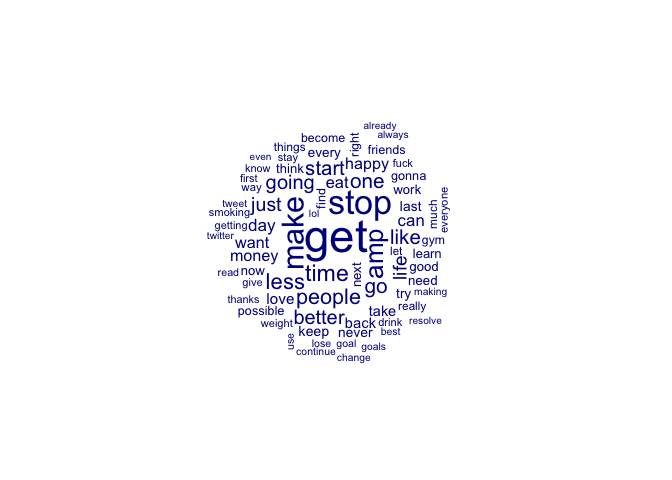 already
always
become right
things every friends
even stay
know think start happy fuck
first going eat one gonna
way find work
tweet just make stop last much everyone
smoking lol can
getting day get amp like gym
twitter want let learn
money life good
read now time next go need
give less try making
thanks love people really
possible better take
weight back drink resolve
use keep never best
lose goal goals
continue change